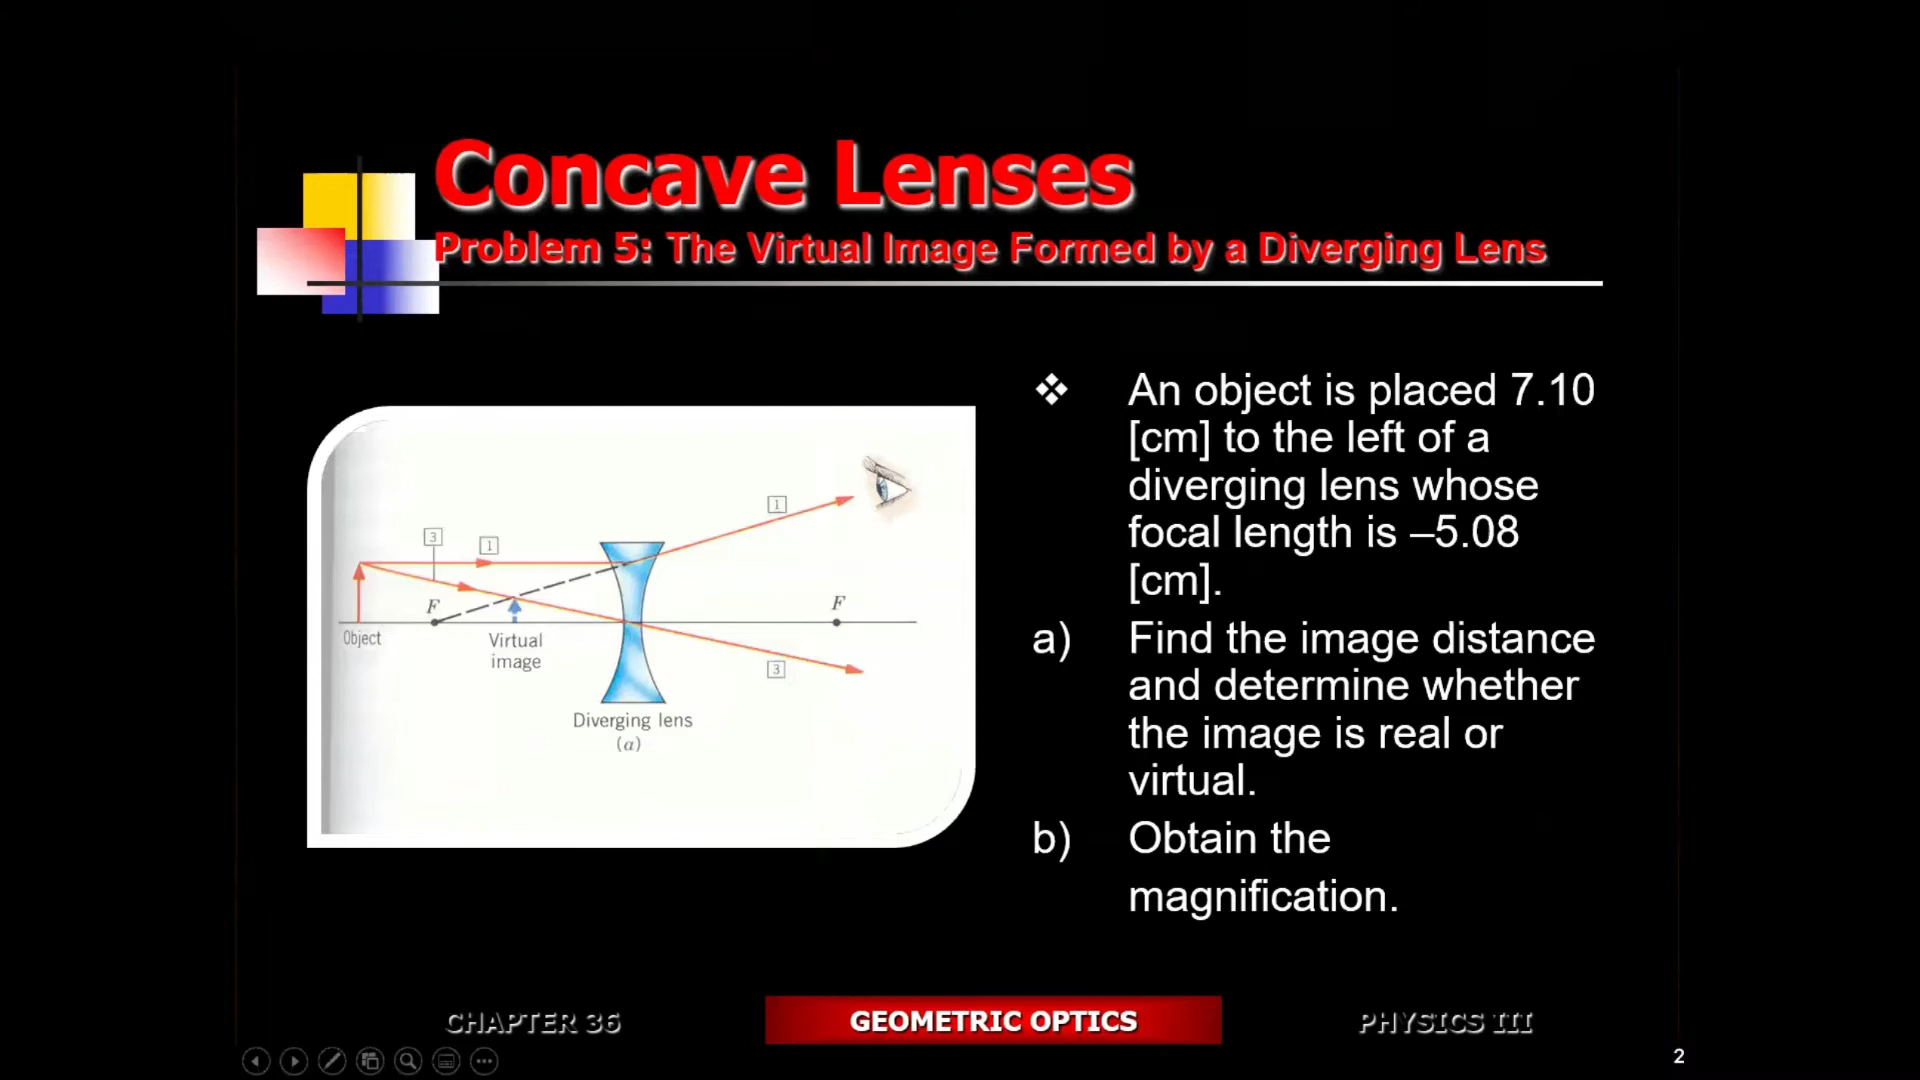 Concave Lenses
Problem 5: The Virtual Image Formed by a Diverging Lens
❖ An object is placed 7.10
[cm] to the left of a
diverging lens whose
focal length is –5.08
[cm].
a) Find the image distance
and determine whether
the image is real or
virtual.
b) Obtain the
magnification.
1
3
1
F
F
Object
Virtual
image
3
Diverging lens
(a)
CHAPTER 36
GEOMETRIC OPTICS
PHYSICS III
2